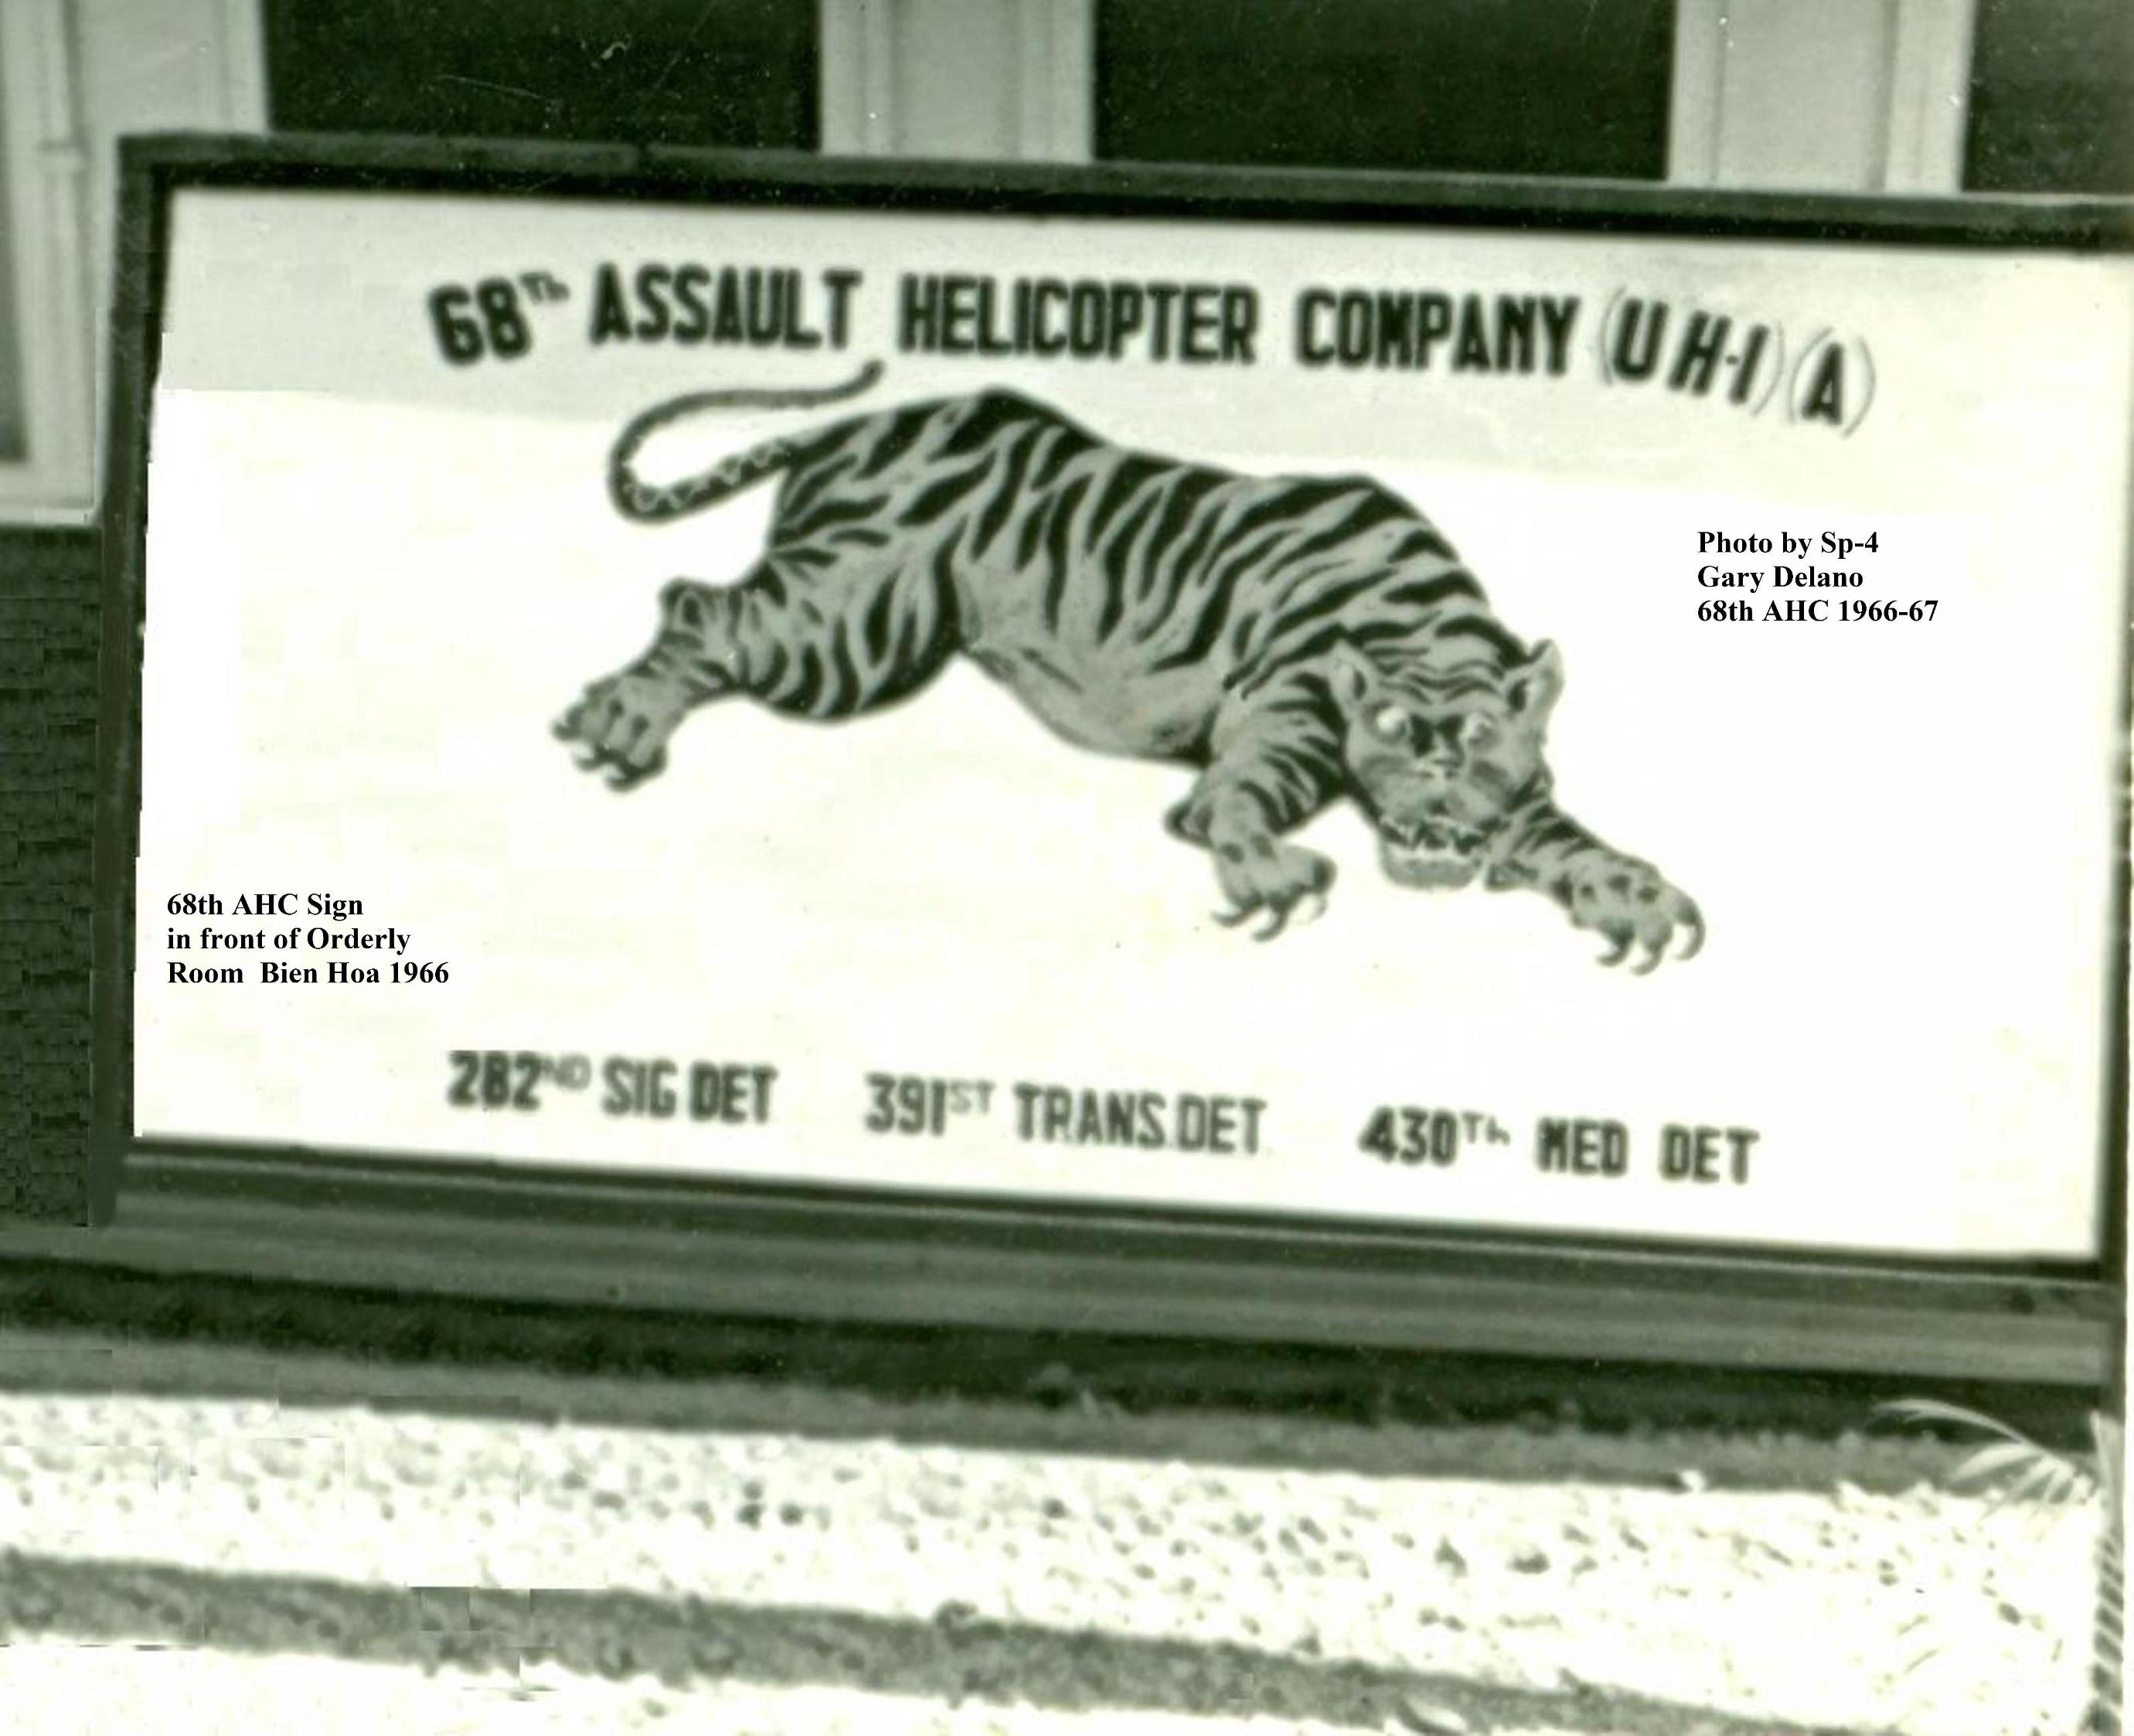 68TH ASSAULT HELICOPTER COMPANY (UH-1)(A)
Photo by Sp-4
Gary Delano
68th AHC 1966-67
68th AHC Sign
in front of Orderly
Room Bien Hoa 1966
282ND SIG DET 391ST TRANS.DET 430Th MED DET